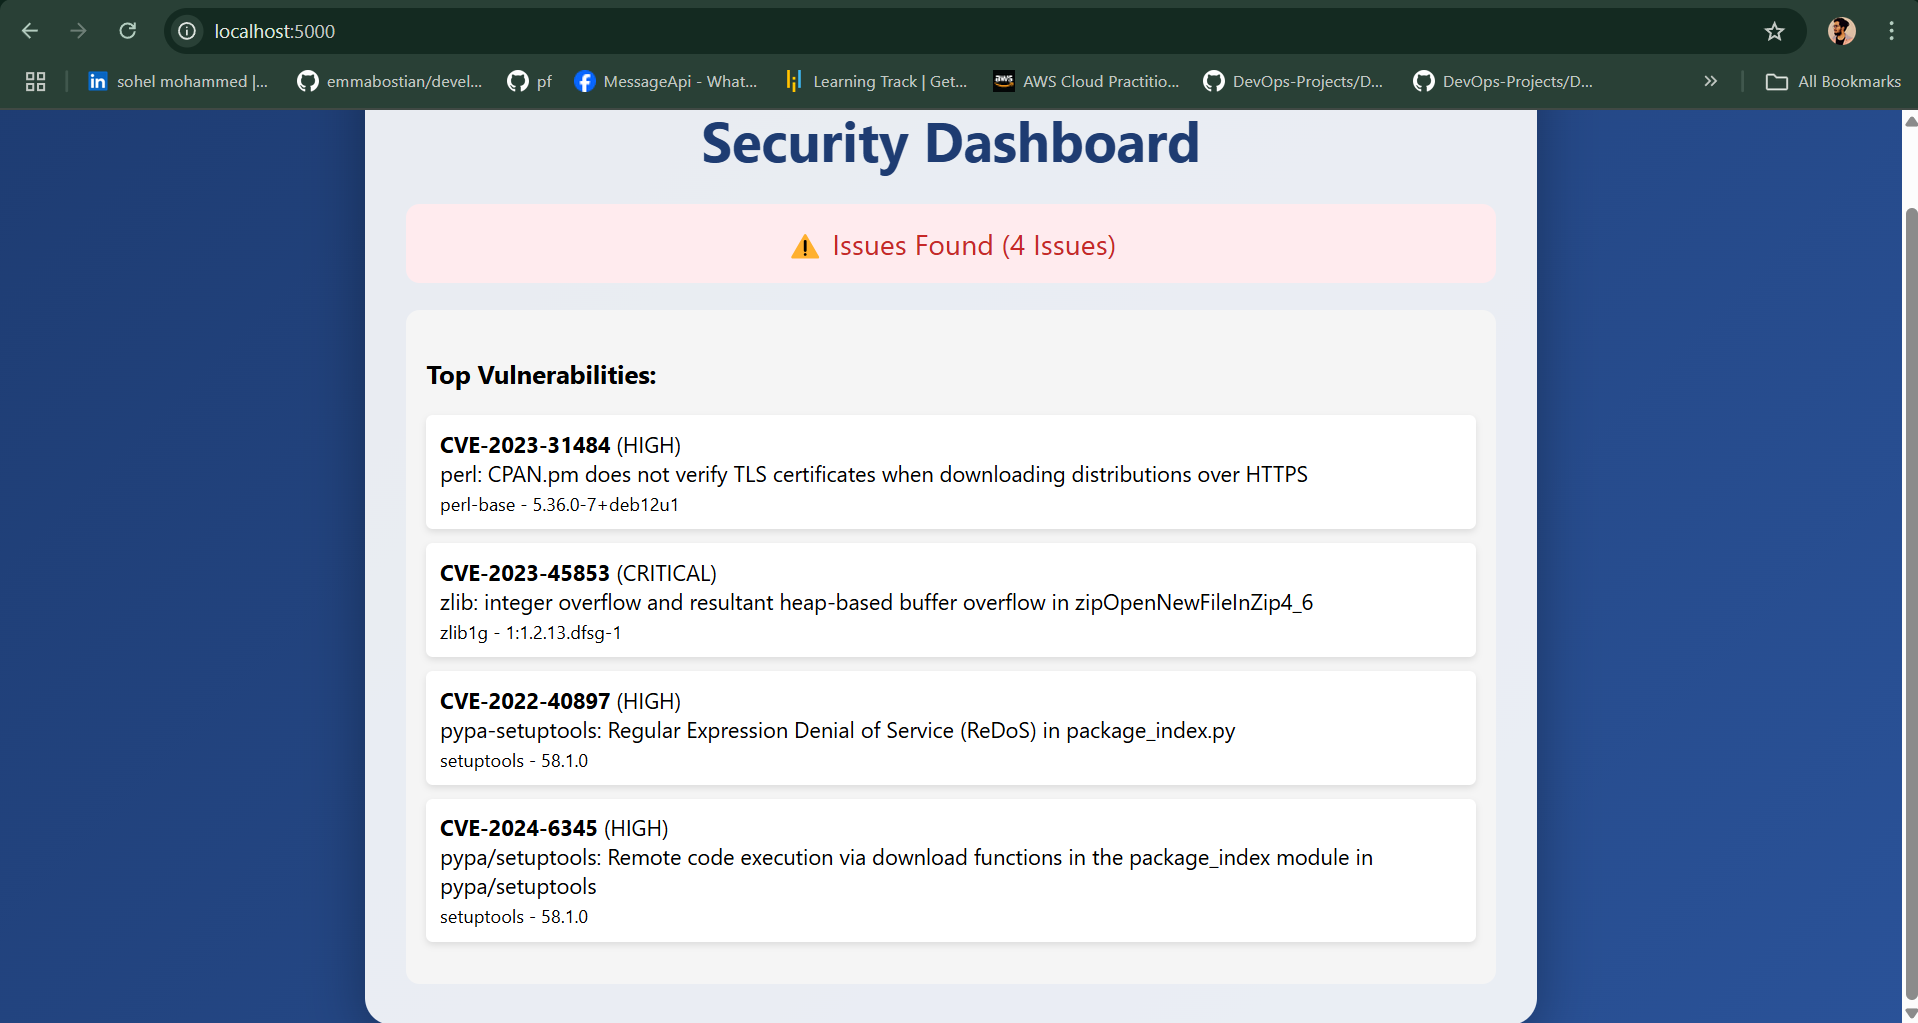 localhost:5000
sohel mohammed |...
emmabostian/devel...
pf
MessageApi - What...
Learning Track | Get...
aws
AWS Cloud Practitio...
DevOps-Projects/D...
DevOps-Projects/D...
All Bookmarks
Security Dashboard
⚠️ Issues Found (4 Issues)
Top Vulnerabilities:
CVE-2023-31484 (HIGH)
perl: CPAN.pm does not verify TLS certificates when downloading distributions over HTTPS
perl-base - 5.36.0-7+deb12u1
CVE-2023-45853 (CRITICAL)
zlib: integer overflow and resultant heap-based buffer overflow in zipOpenNewFileInZip4_6
zlib1g - 1:1.2.13.dfsg-1
CVE-2022-40897 (HIGH)
pypa-setuptools: Regular Expression Denial of Service (ReDoS) in package_index.py
setuptools - 58.1.0
CVE-2024-6345 (HIGH)
pypa/setuptools: Remote code execution via download functions in the package_index module in
pypa/setuptools
setuptools - 58.1.0